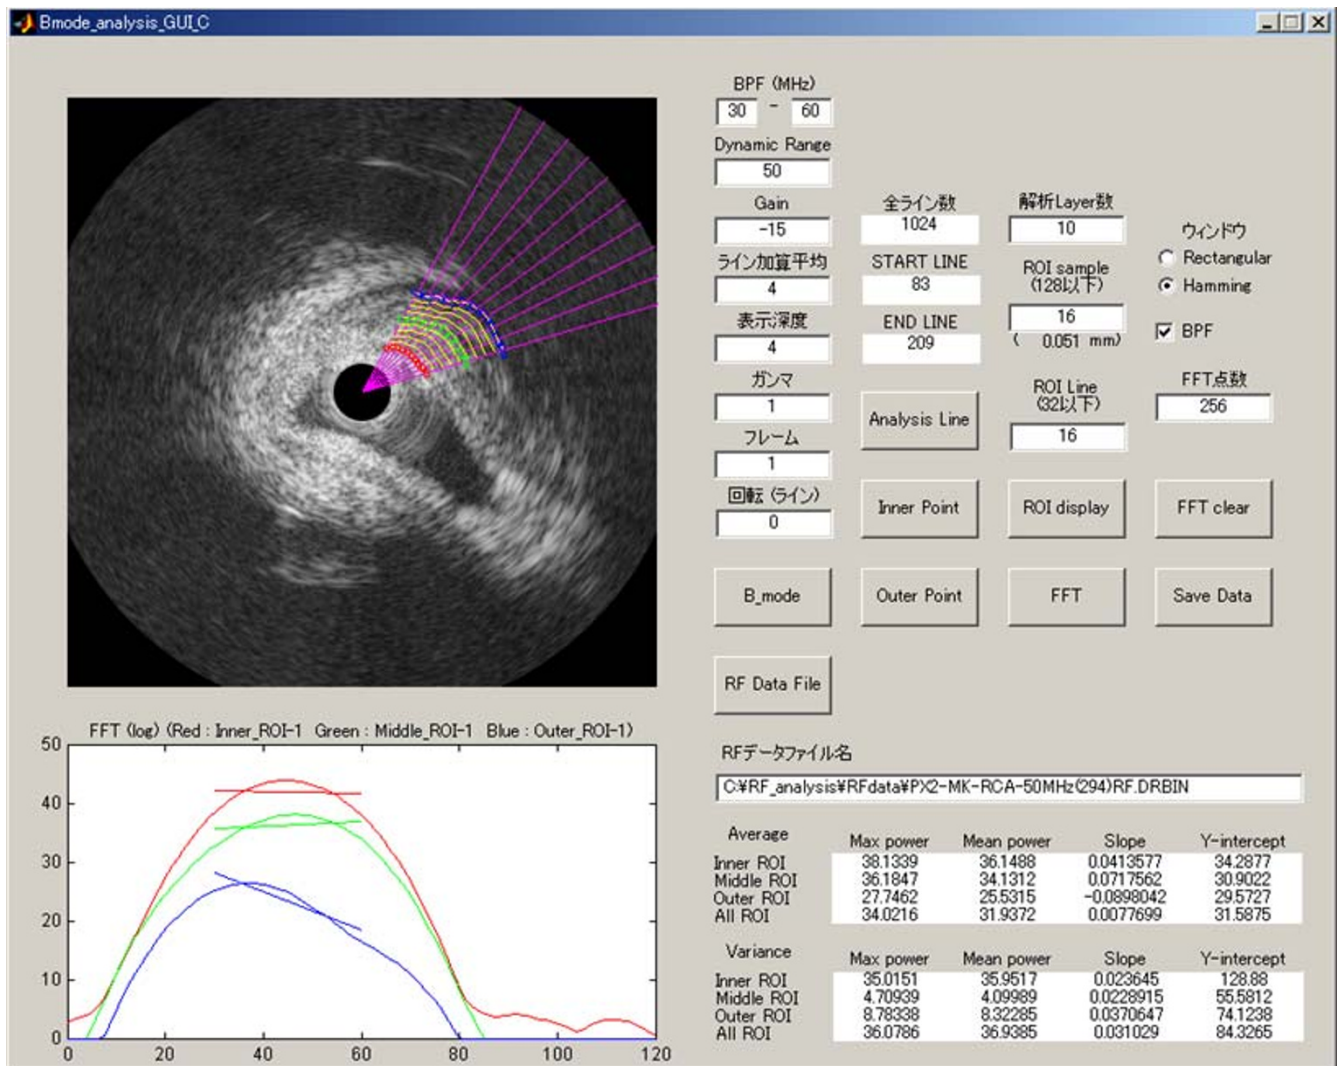 Bmode_analysis_GUI_C
BPF (MHz)
30 - 60
Dynamic Range
50
Gain
-15
ライン加算平均
4
表示深度
4
ガンマ
1
フレーム
1
回転 (ライン)
0
全ライン数
1024
START LINE
83
END LINE
209
Analysis Line
Inner Point
Outer Point
解析Layer数
10
ROI sample
(128以下)
16
( 0.051 mm)
ROI Line
(32以下)
16
ROI display
FFT
ウィンドウ
Rectangular
Hamming
BPF
FFT点数
256
FFT clear
Save Data
B_mode
RF Data File
FFT (log) (Red : Inner_ROI-1 Green : Middle_ROI-1 Blue : Outer_ROI-1)
50
40
30
20
10
0
0 20 40 60 80 100 120
RFデータファイル名
C:¥RF_analysis¥RFdata¥PX2-MK-RCA-50MHz(294)RF.DRBIN
Average Max power Mean power Slope Y-intercept
Inner ROI 38.1339 36.1488 0.0413577 34.2877
Middle ROI 36.1847 34.1312 0.0717562 30.9022
Outer ROI 27.7462 25.5315 -0.0898042 29.5727
All ROI 34.0216 31.9372 0.0077699 31.5875
Variance Max power Mean power Slope Y-intercept
Inner ROI 35.0151 35.9517 0.023645 128.88
Middle ROI 4.70939 4.09989 0.0228915 55.5812
Outer ROI 8.78338 8.32285 0.0370647 74.1238
All ROI 36.0786 36.9385 0.031029 84.3265